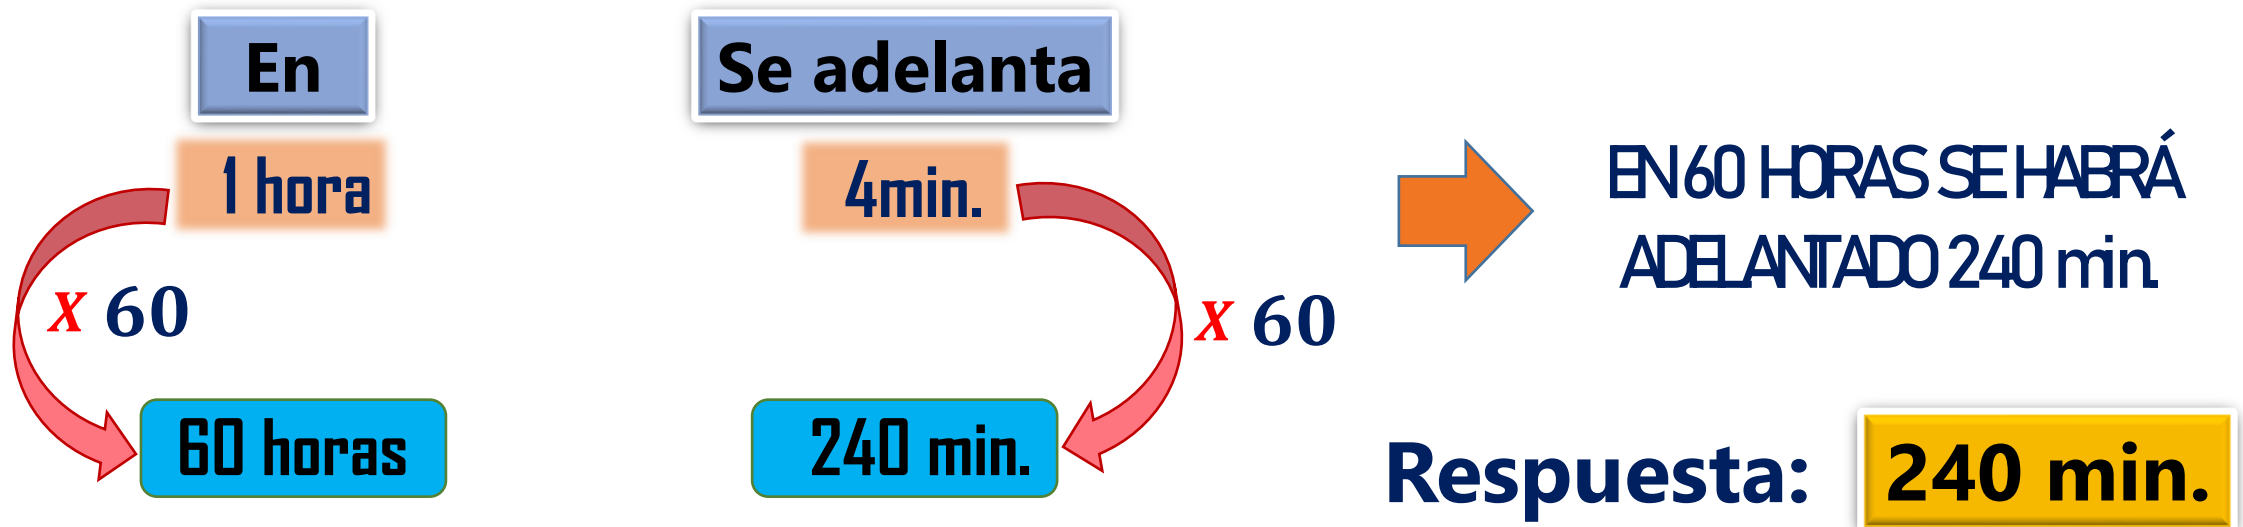 En
Se adelanta
1 hora
4min.
x 60
x 60
60 horas
240 min.
EN 60 HORAS SE HABRÁ
ADELANTADO 240 min.
Respuesta: 240 min.